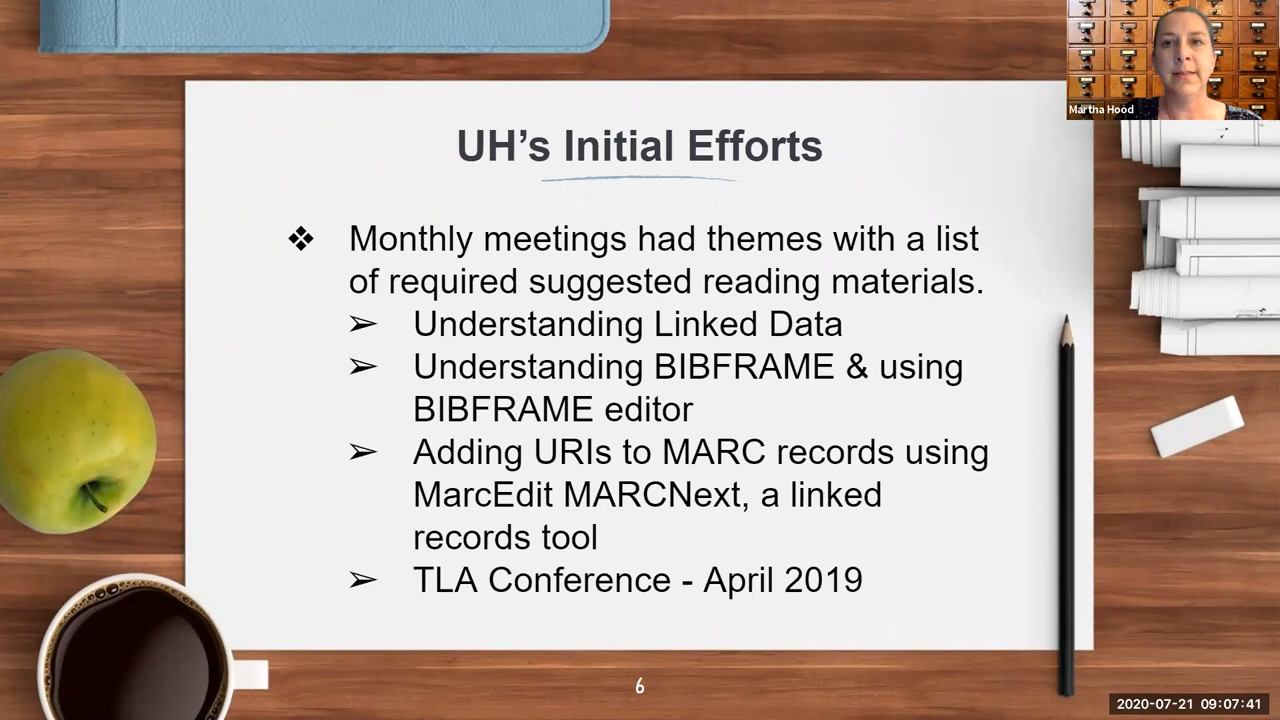 Martha Hood
UH’s Initial Efforts
❖ Monthly meetings had themes with a list
of required suggested reading materials.
➢ Understanding Linked Data
➢ Understanding BIBFRAME & using
BIBFRAME editor
➢ Adding URIs to MARC records using
MarcEdit MARCNext, a linked
records tool
➢ TLA Conference - April 2019
6
2020-07-21 09:07:41